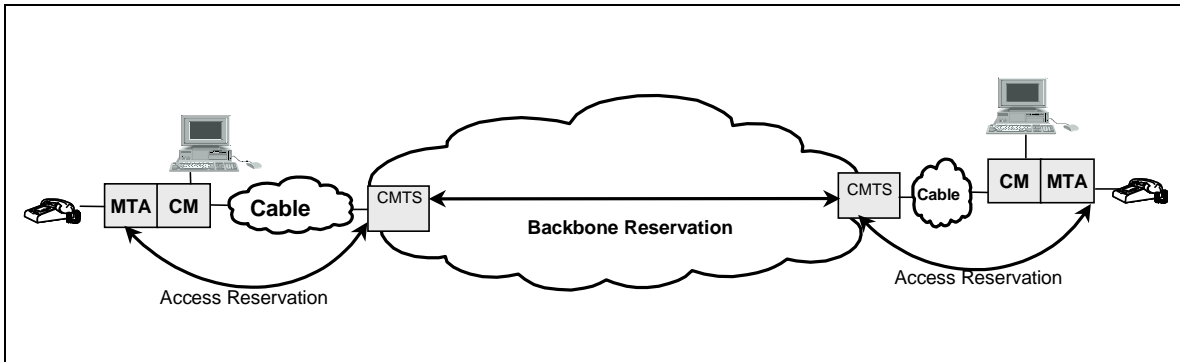 MTA CM
Cable
CMTS
Backbone Reservation
CMTS
Cable
CM MTA
Access Reservation
Access Reservation